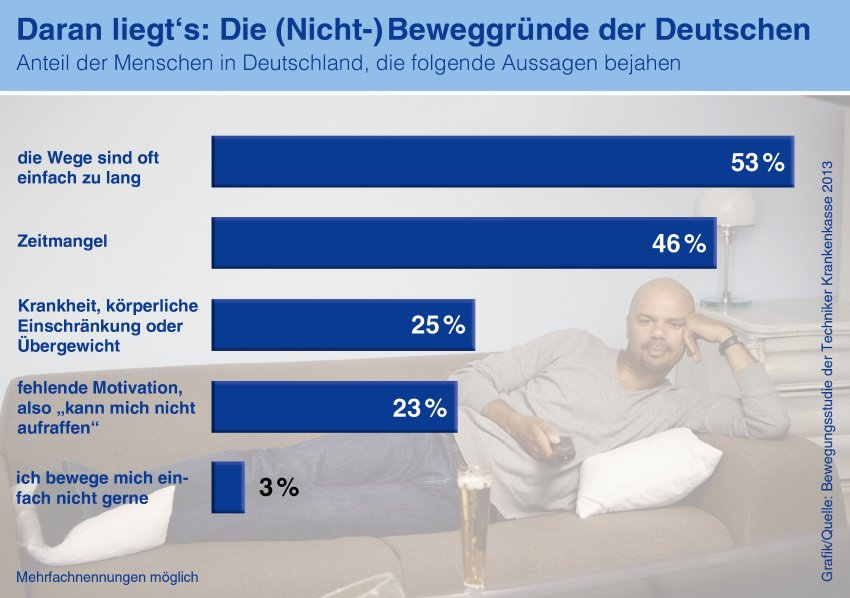 Daran liegt‘s: Die (Nicht-) Beweggründe der Deutschen
Anteil der Menschen in Deutschland, die folgende Aussagen bejahen
die Wege sind oft
einfach zu lang
53 %
Zeitmangel
46 %
Krankheit, körperliche
Einschränkung oder
Übergewicht
25 %
fehlende Motivation,
also „kann mich nicht
aufraffen“
23 %
ich bewege mich ein-
fach nicht gerne
3 %
Mehrfachnennungen möglich
Grafik/Quelle: Bewegungsstudie der Techniker Krankenkasse 2013